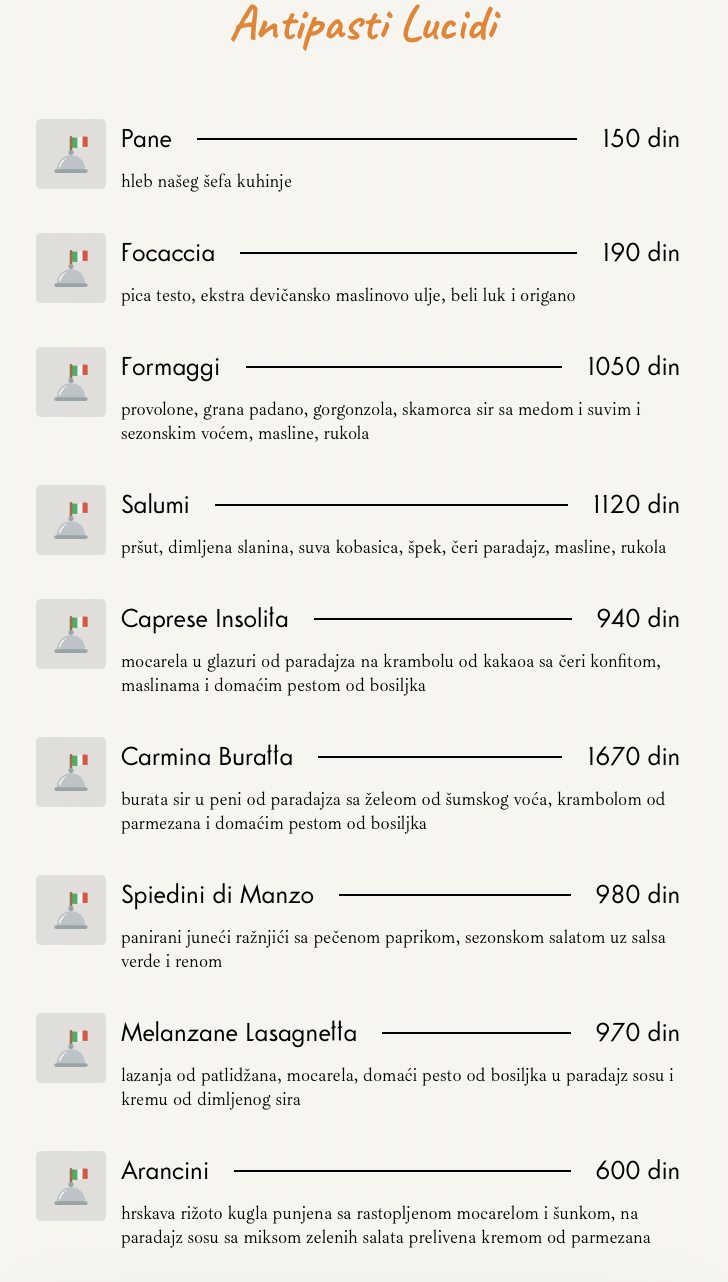 Antipasti Lucidi
Pane 150 din
hleb našeg šefa kuhinje
Focaccia 190 din
pica testo, ekstra devičansko maslinovo ulje, beli luk i origano
Formaggi 1050 din
provolone, grana padano, gorgonzola, skamorca sir sa medom i suvim i
sezonskim voćem, masline, rukola
Salumi 1120 din
pršut, dimljena slanina, suva kobasica, špek, čeri paradajz, masline, rukola
Caprese Insolita 940 din
mocarela u glazuri od paradajza na krambolu od kakaoa sa čeri konfitom,
maslinama i domaćim pestom od bosiljka
Carmina Buratta 1670 din
burata sir u peni od paradajza sa želeom od šumskog voća, krambolom od
parmezana i domaćim pestom od bosiljka
Spiedini di Manzo 980 din
panirani juneći ražnjići sa pečenom paprikom, sezonskom salatom uz salsa
verde i renom
Melanzane Lasagnetta 970 din
lazanja od patlidžana, mocarela, domaći pesto od bosiljka u paradajz sosu i
kremu od dimljenog sira
Arancini 600 din
hrskava rižoto kugla punjena sa rastopljenom mocarelom i šunkom, na
paradajz sosu sa miksom zelenih salata prelivena kremom od parmezana